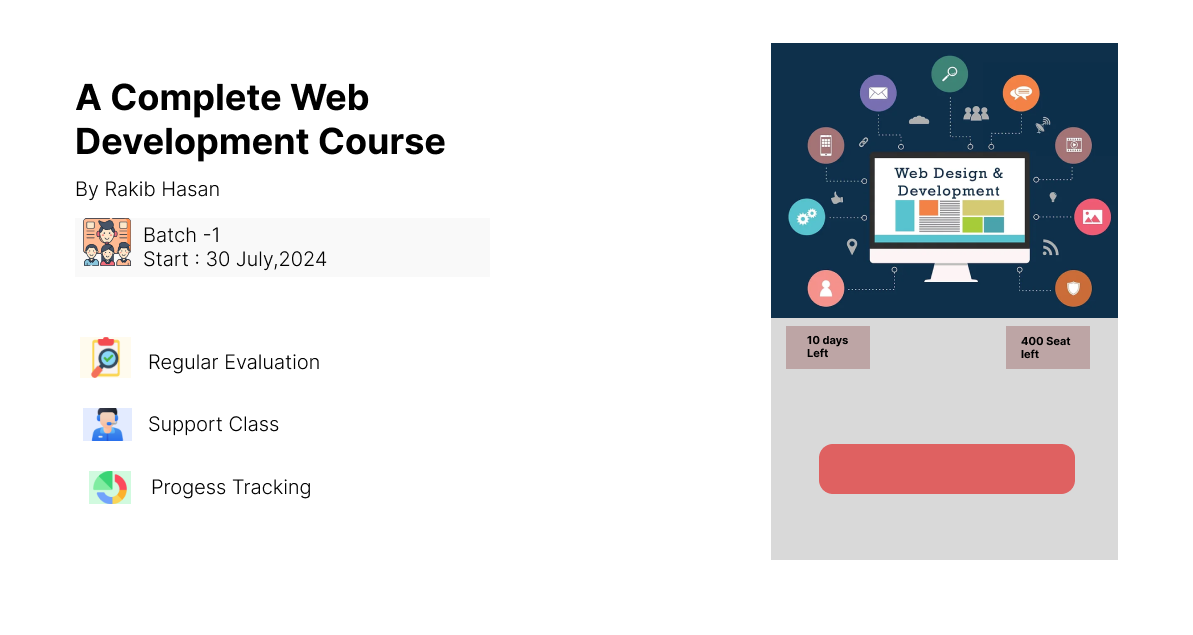 A Complete Web
Development Course
By Rakib Hasan
Batch -1
Start : 30 July,2024
Regular Evaluation
Support Class
Progess Tracking
Web Design &
Development
10 days
Left
400 Seat
left